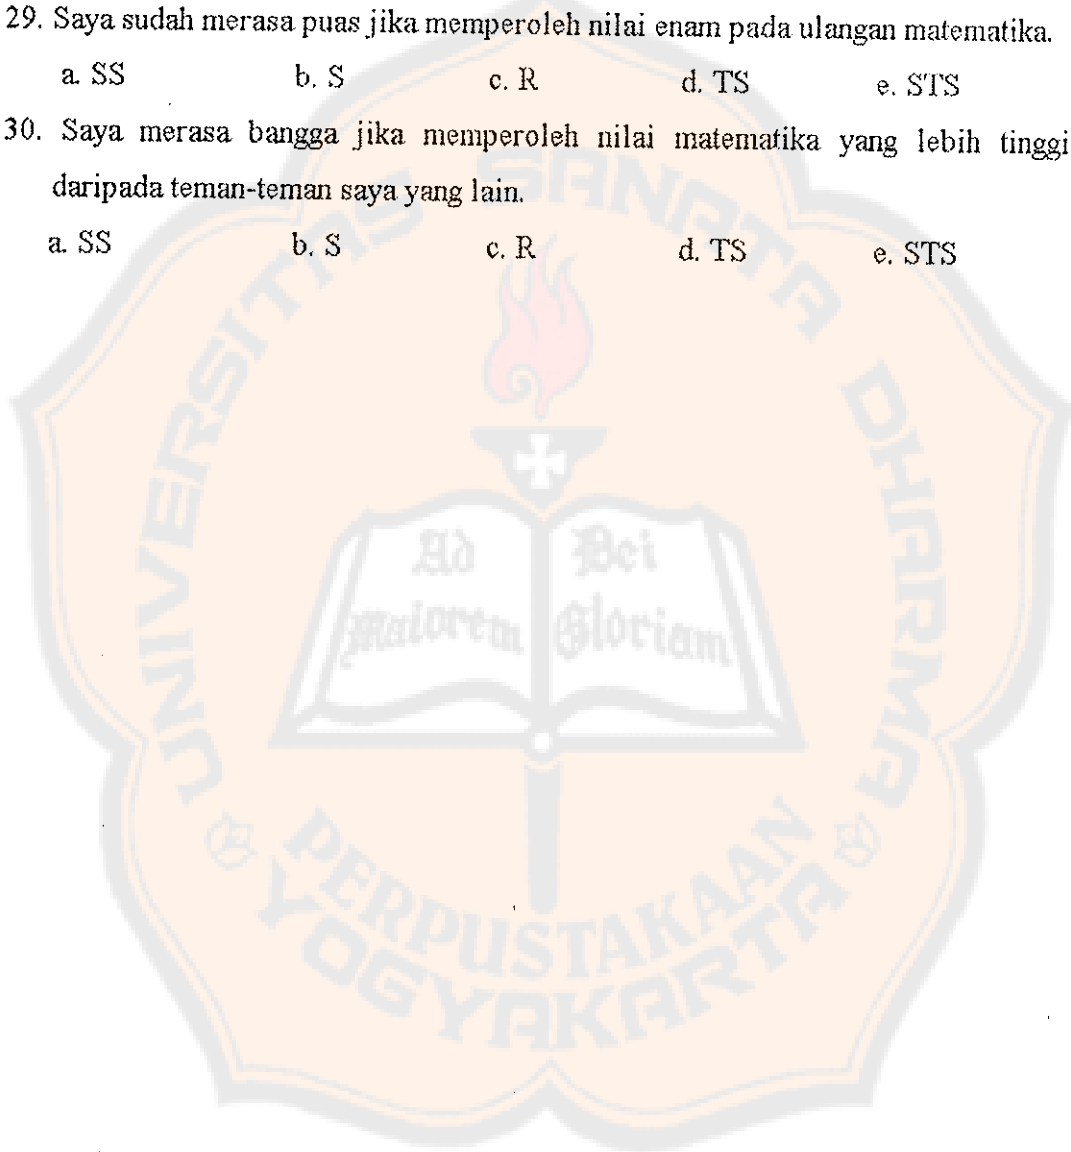 29. Saya sudah merasa puas jika memperoleh nilai enam pada ulangan matematika.
a. SS b. S c. R d. TS e. STS
30. Saya merasa bangga jika memperoleh nilai matematika yang lebih tinggi
daripada teman-teman saya yang lain.
a. SS b. S c. R d. TS e. STS
UNIVERSITAS SANATA DHARMA
Ad Dei
Maiorem Gloriam
PERPUSTAKAAN
YOGYAKARTA